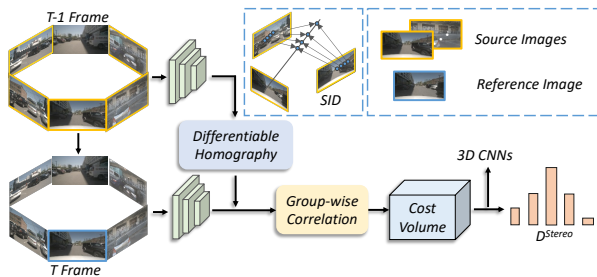 T-1 Frame
SID
Source Images
Reference Image
Differentiable
Homography
3D CNNs
Group-wise
Correlation
Cost
Volume
D^Stereo
T Frame